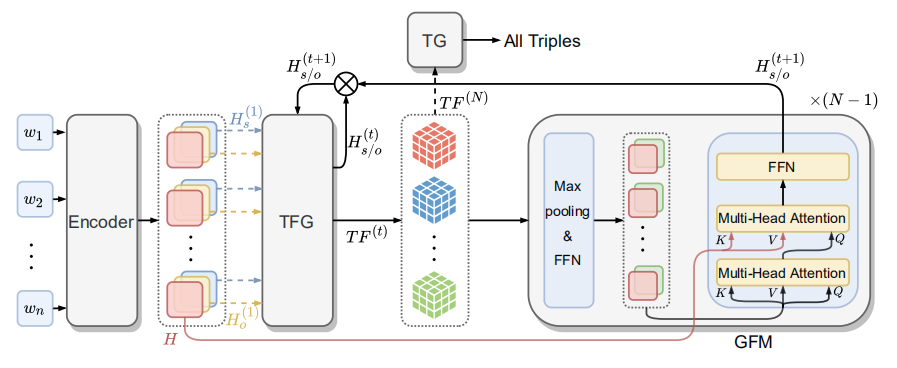 TG
All Triples
H_{s/o}^{(t+1)}
H_{s/o}^{(t+1)}
TF^{(N)}
×(N − 1)
w_1
H_s^{(1)}
H_{s/o}^{(t)}
FFN
w_2
Encoder
TFG
Max
pooling
&
FFN
Multi-Head Attention
K V Q
TF^{(t)}
Multi-Head Attention
K V Q
w_n
H_o^{(1)}
H
GFM